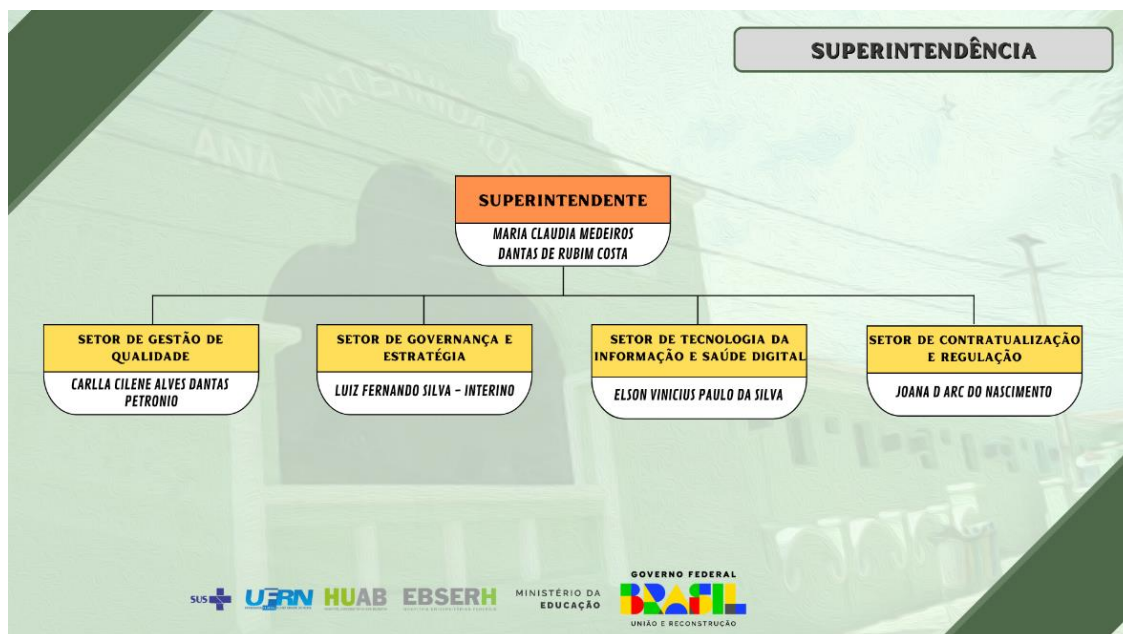 SUPERINTENDÊNCIA
MATERNIDADE
ANA
SUPERINTENDENTE
MARIA CLAUDIA MEDEIROS
DANTAS DE RUBIM COSTA
SETOR DE GESTÃO DE
QUALIDADE
CARLLA CILENE ALVES DANTAS
PETRONIO
SETOR DE GOVERNANÇA E
ESTRATÉGIA
LUIZ FERNANDO SILVA – INTERINO
SETOR DE TECNOLOGIA DA
INFORMAÇÃO E SAÚDE DIGITAL
ELSON VINICIUS PAULO DA SILVA
SETOR DE CONTRATUALIZAÇÃO
E REGULAÇÃO
JOANA D ARC DO NASCIMENTO
SUS
UFRN
HUAB
EBSERH
MINISTÉRIO DA
EDUCAÇÃO
GOVERNO FEDERAL
BRASIL
UNIÃO E RECONSTRUÇÃO